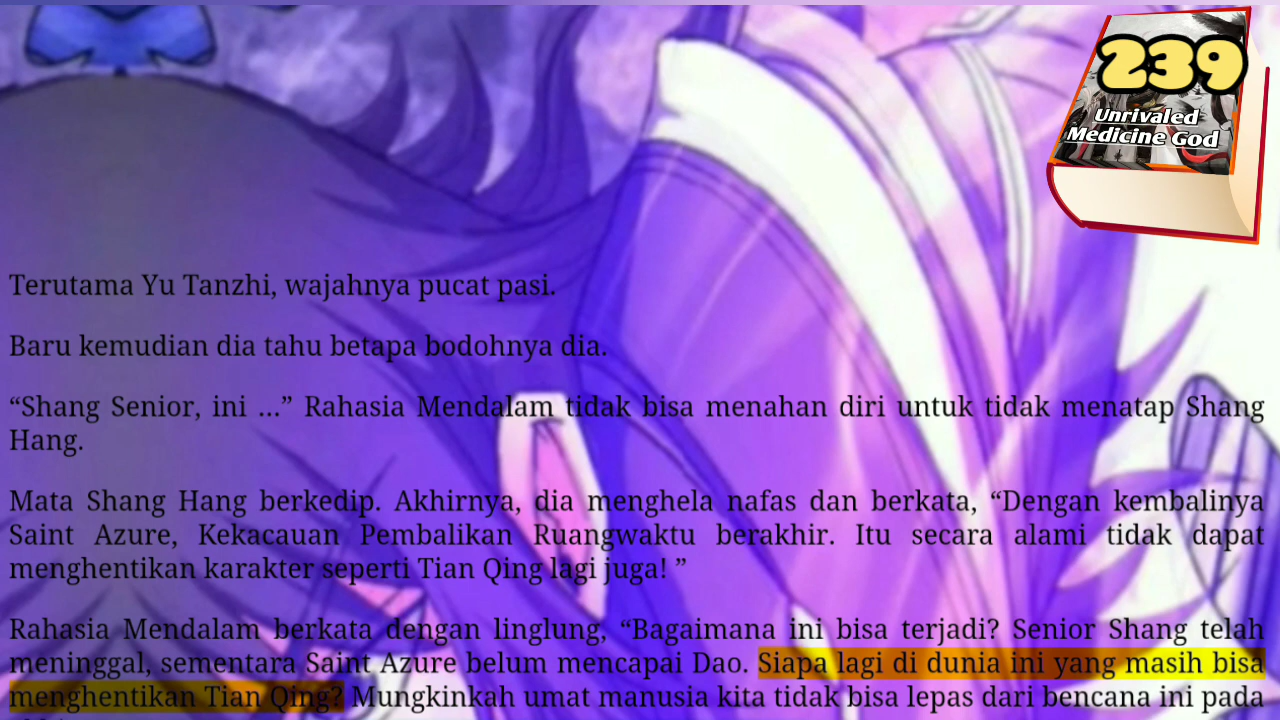 239
Unrivaled
Medicine God
Terutama Yu Tanzhi, wajahnya pucat pasi.
Baru kemudian dia tahu betapa bodohnya dia.
“Shang Senior, ini ...” Rahasia Mendalam tidak bisa menahan diri untuk tidak menatap Shang
Hang.
Mata Shang Hang berkedip. Akhirnya, dia menghela nafas dan berkata, “Dengan kembalinya
Saint Azure, Kekacauan Pembalikan Ruangwaktu berakhir. Itu secara alami tidak dapat
menghentikan karakter seperti Tian Qing lagi juga! ”
Rahasia Mendalam berkata dengan linglung, “Bagaimana ini bisa terjadi? Senior Shang telah
meninggal, sementara Saint Azure belum mencapai Dao. Siapa lagi di dunia ini yang masih bisa
menghentikan Tian Qing? Mungkinkah umat manusia kita tidak bisa lepas dari bencana ini pada